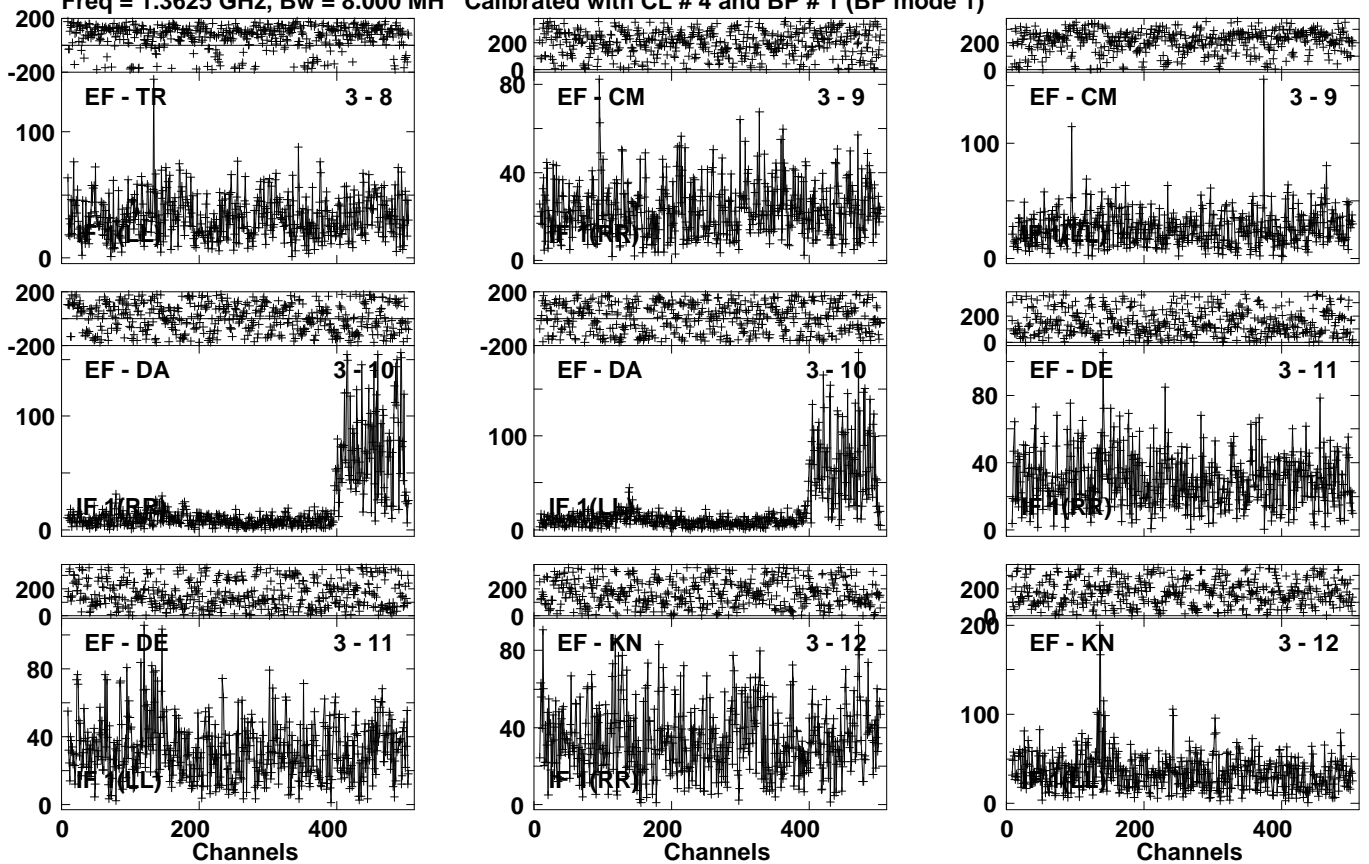 Freq = 1.3625 GHz, Bw = 8.000 MH Calibrated with CL # 4 and BP # 1 (BP mode 1)
200
-200
EF - TR 3 - 8
100
0
IF 1(LL)
200
0
EF - CM 3 - 9
80
40
0
IF 1(RR)
200
0
EF - CM 3 - 9
100
0
IF 1(LL)
200
-200
EF - DA 3 - 10
100
0
IF 1(RR)
200
-200
EF - DA 3 - 10
100
0
IF 1(LL)
200
0
EF - DE 3 - 11
80
40
0
IF 1(RR)
200
0
EF - DE 3 - 11
80
40
0
IF 1(LL)
0 200 400
Channels
200
0
EF - KN 3 - 12
80
40
0
IF 1(RR)
0 200 400
Channels
200
0
EF - KN 3 - 12
200
100
0
IF 1(LL)
0 200 400
Channels